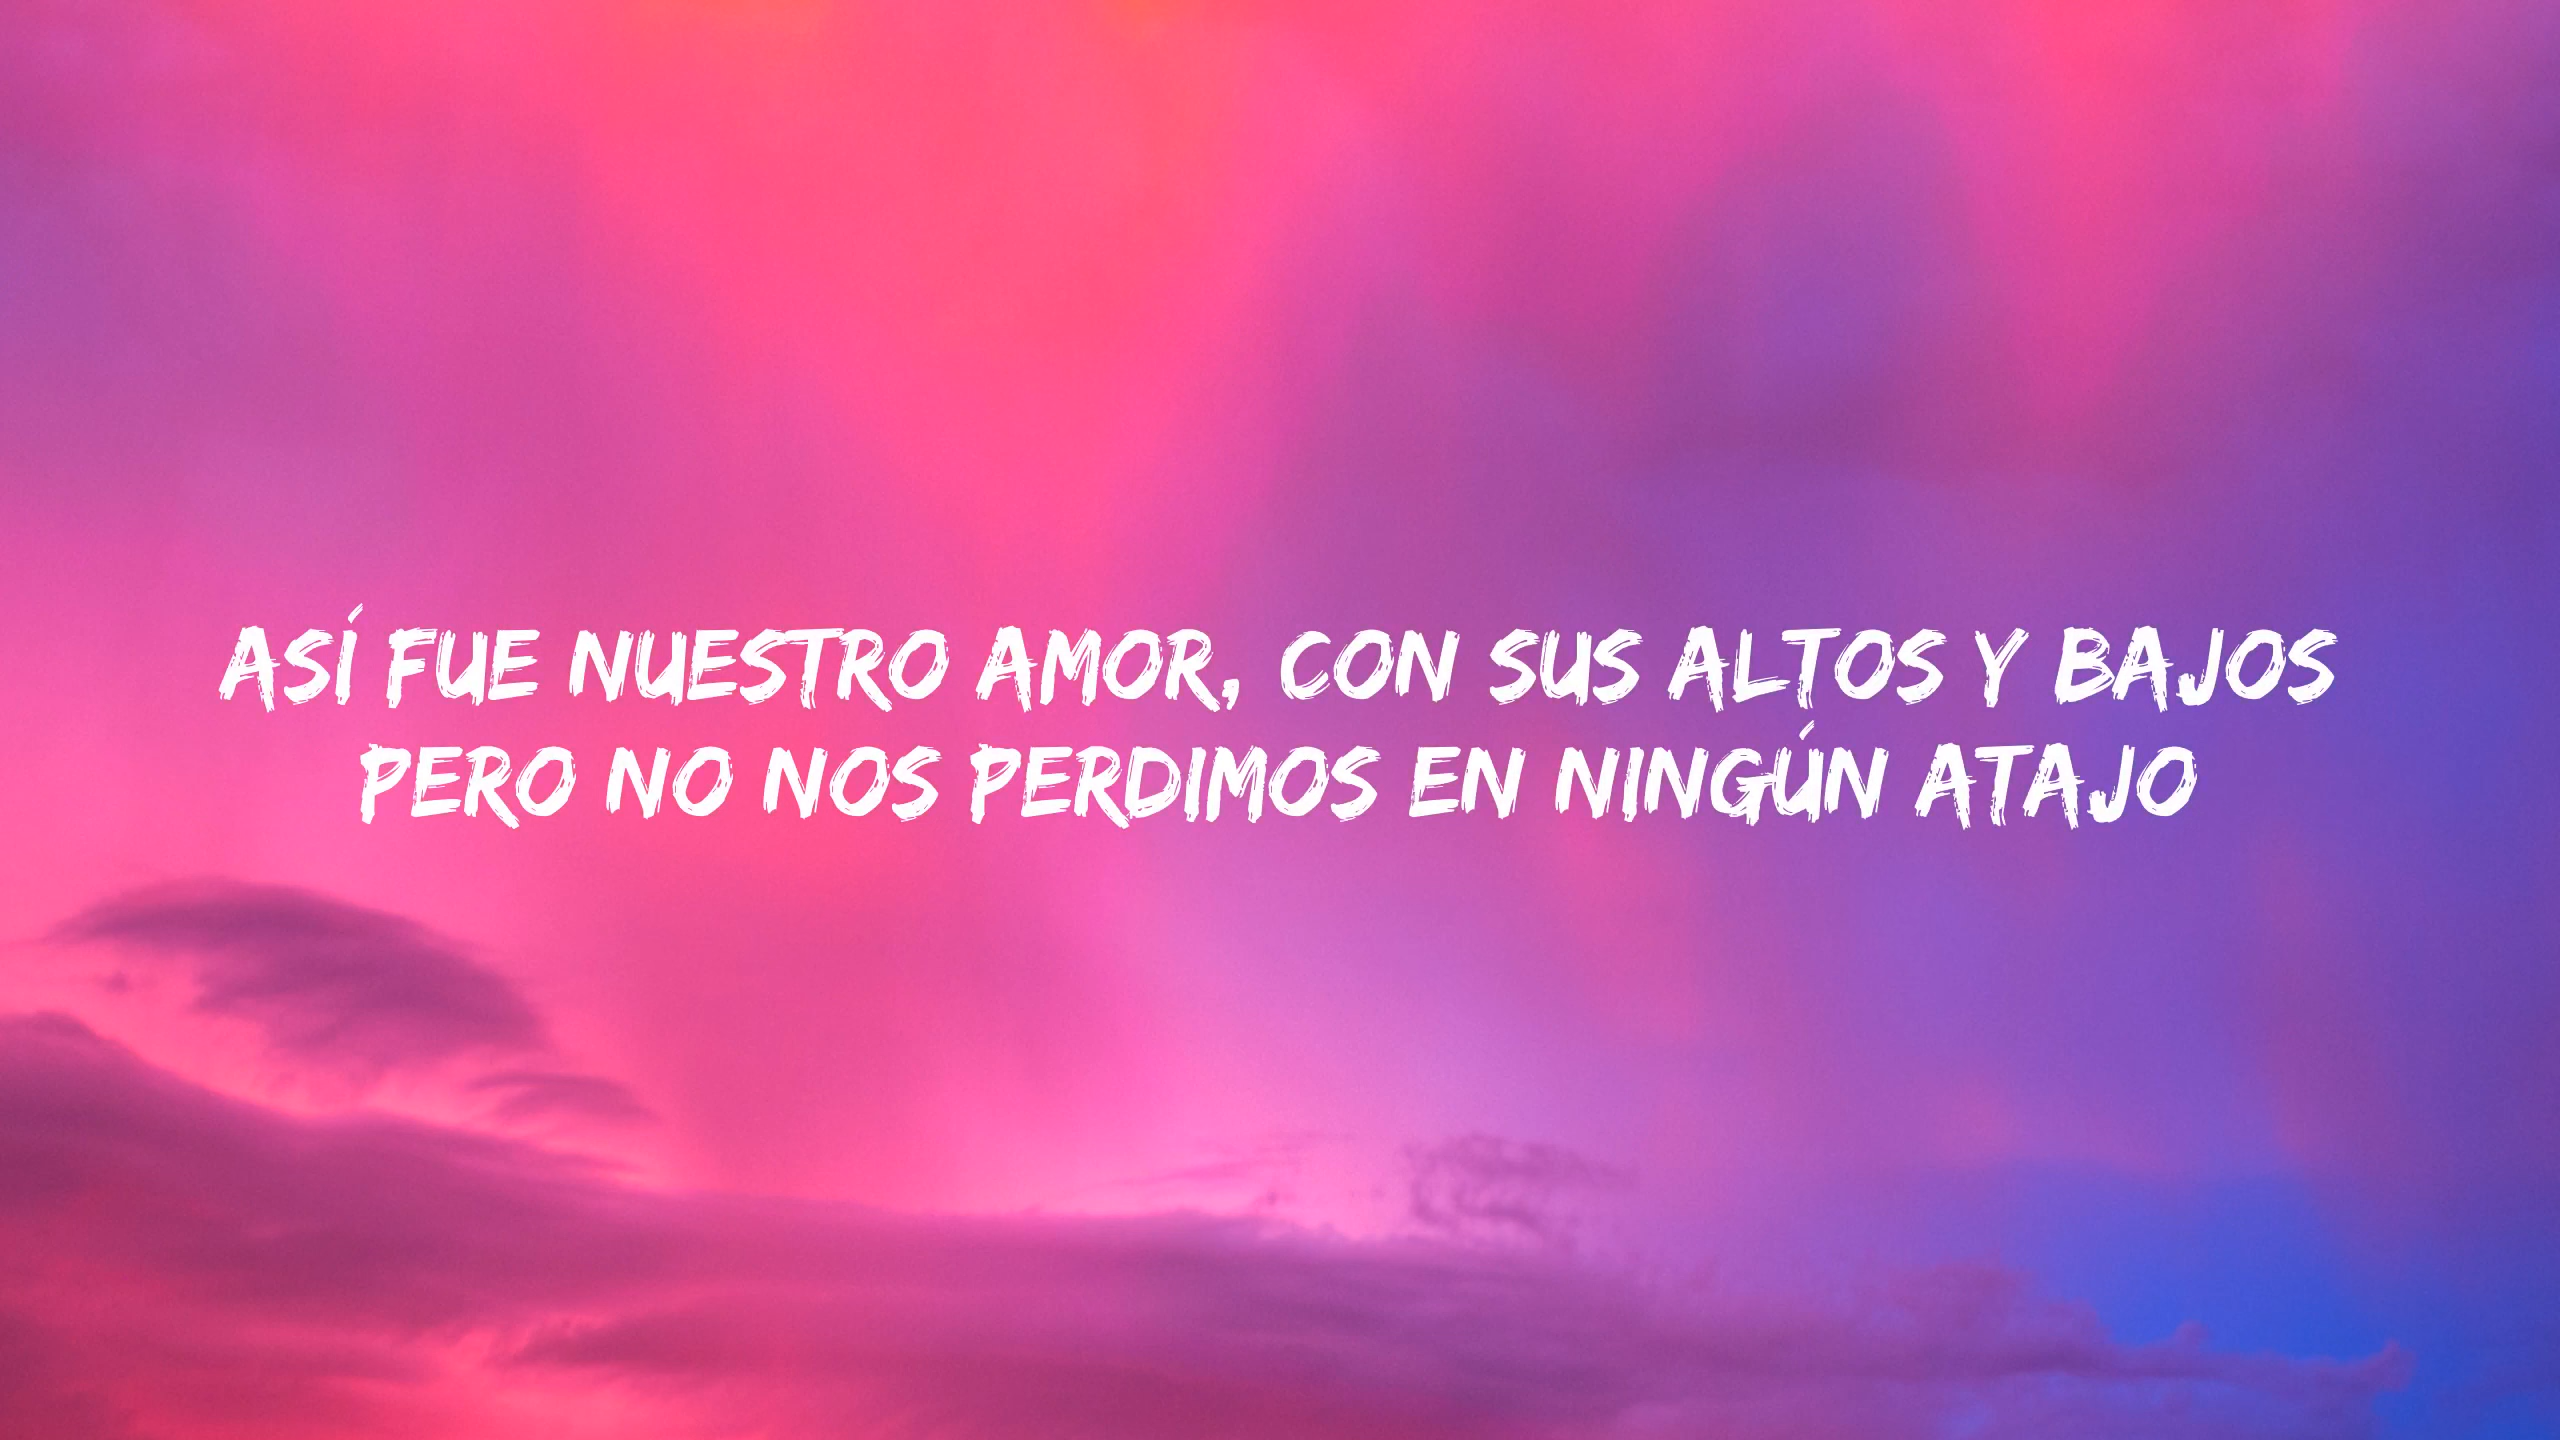 ASÍ FUE NUESTRO AMOR, CON SUS ALTOS Y BAJOS
PERO NO NOS PERDIMOS EN NINGÚN ATAJO